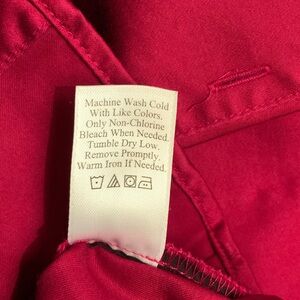 Machine Wash Cold
With Like Colors,
Only Non-Chlorine
Bleach When Needed.
Tumble Dry Low.
Remove Promptly.
Warm Iron If Needed.